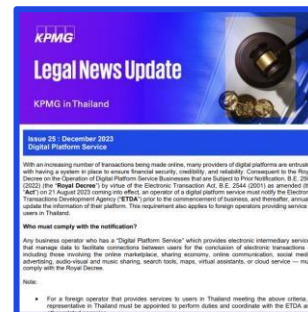 KPMG
Legal News Update
KPMG in Thailand
Issue 25 : December 2023
Digital Platform Service
With an increasing number of transactions being made online, many providers of digital platforms are entrusted
with having a system in place to ensure financial security, credibility, and reliability. Consequent to the Roy
Decree on the Operation of Digital Platform Service Businesses that are Subject to Prior Notification, B.E. 256
(2022) (the "Royal Decree") by virtue of the Electronic Transaction Act, B.E. 2544 (2001) as amended (th
"Act") on 21 August 2023 coming into effect, an operator of a digital platform service must notify the Electronic
Transactions Development Agency ("ETDA") prior to the commencement of business, and thereafter, annua
update the information of their platform. This requirement also applies to foreign operators providing service
users in Thailand.
Who must comply with the notification?
Any business operator who has a "Digital Platform Service" which provides electronic intermediary service
that manage data to facilitate connections between users for the conclusion of electronic transactions
including those involving the online marketplace, sharing economy, online communication, social medi
advertising, audio-visual and music sharing, search tools, maps, virtual assistants, or cloud service — mu
comply with the Royal Decree.
Note:
• For a foreign operator that provides services to users in Thailand meeting the above criteria,
representative in Thailand must be appointed to perform duties and coordinate with the ETDA a